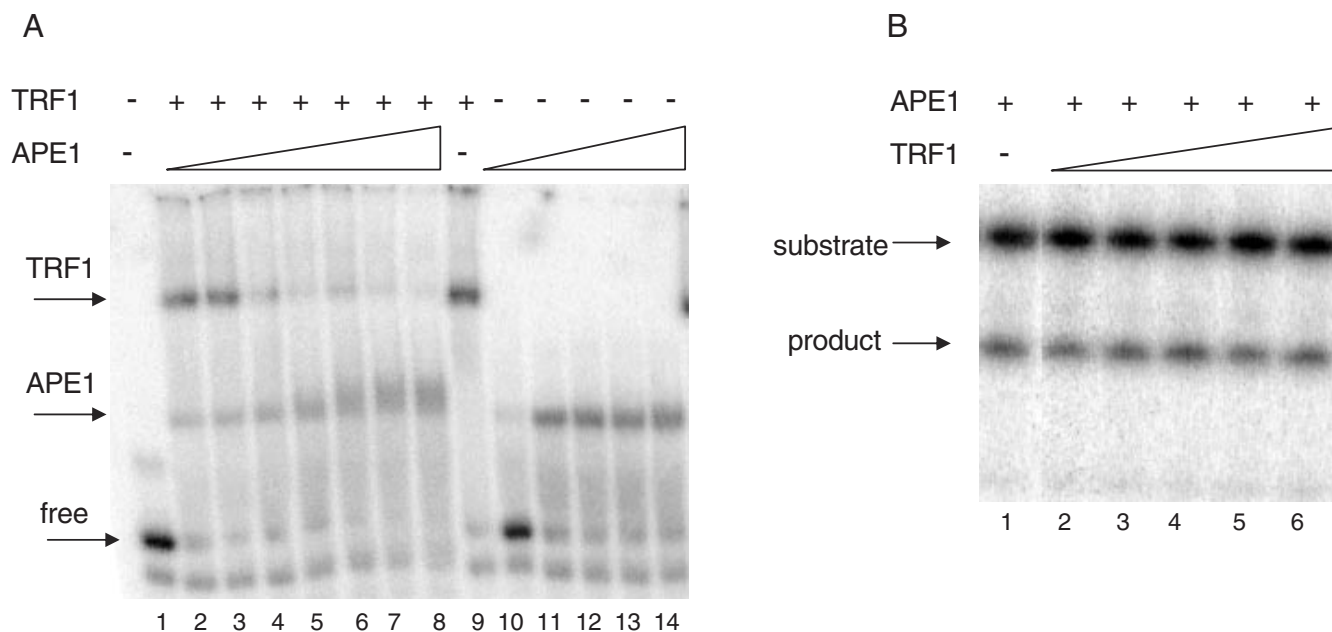 A
TRF1 - + + + + + + + + - - - - -
APE1 - -
TRF1
APE1
free
1 2 3 4 5 6 7 8 9 10 11 12 13 14
B
APE1 + + + + + +
TRF1 -
substrate
product
1 2 3 4 5 6